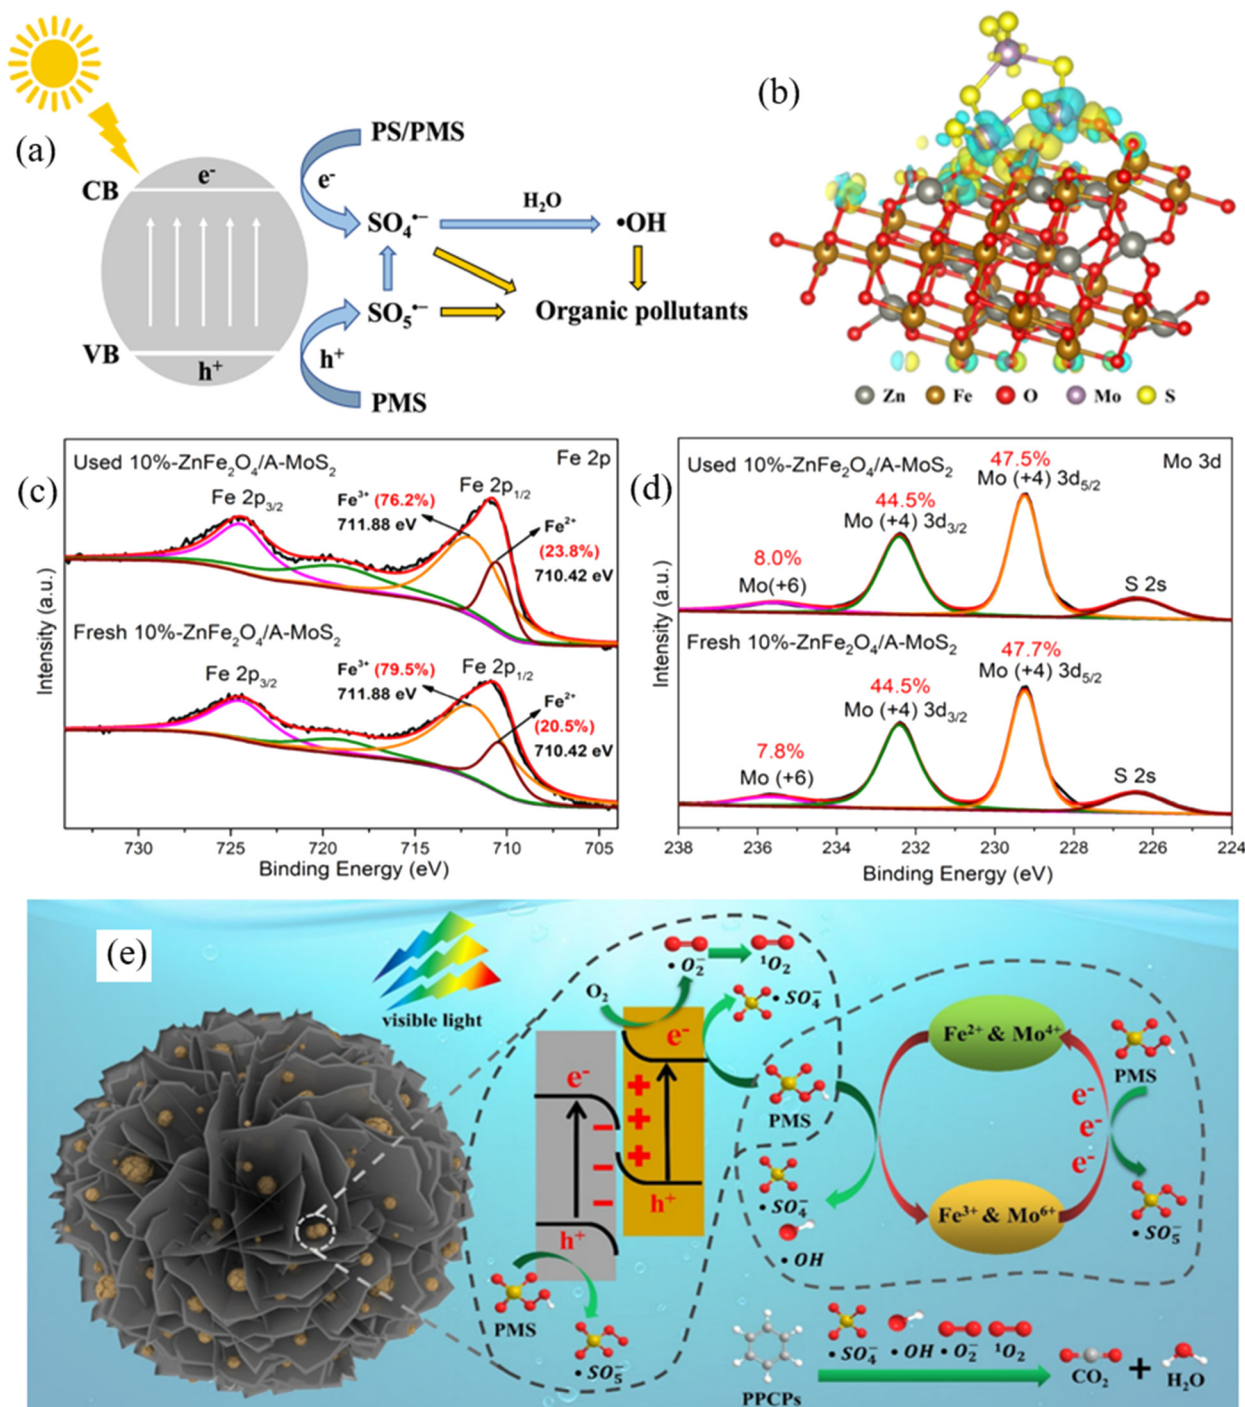 (a)
CB
e⁻
VB
h⁺
PS/PMS
e⁻
SO₄•−
H₂O
•OH
SO₅•−
Organic pollutants
h⁺
PMS
(b)
Zn Fe O Mo S
(c)
Used 10%-ZnFe₂O₄/A-MoS₂
Fe 2p
Fe 2p₃/₂
Fe³⁺ (76.2%)
711.88 eV
Fe 2p₁/₂
Fe²⁺
(23.8%)
710.42 eV
Fresh 10%-ZnFe₂O₄/A-MoS₂
Fe 2p₃/₂
Fe³⁺ (79.5%)
711.88 eV
Fe 2p₁/₂
Fe²⁺
(20.5%)
710.42 eV
Intensity (a.u.)
730 725 720 715 710 705
Binding Energy (eV)
(d)
Used 10%-ZnFe₂O₄/A-MoS₂
Mo 3d
47.5%
Mo (+4) 3d₅/₂
44.5%
Mo (+4) 3d₃/₂
8.0%
Mo(+6)
S 2s
Fresh 10%-ZnFe₂O₄/A-MoS₂
47.7%
Mo (+4) 3d₅/₂
44.5%
Mo (+4) 3d₃/₂
7.8%
Mo (+6)
S 2s
Intensity (a.u.)
238 236 234 232 230 228 226 224
Binding Energy (eV)
(e)
visible light
O₂
• O₂⁻
¹O₂
• SO₄⁻
e⁻
e⁻
h⁺
h⁺
PMS
• SO₅⁻
PMS
• SO₄⁻
• OH
Fe²⁺ & Mo⁴⁺
Fe³⁺ & Mo⁶⁺
e⁻
e⁻
e⁻
PMS
• SO₅⁻
PPCPs
• SO₄⁻ • OH • O₂⁻ ¹O₂
CO₂ + H₂O